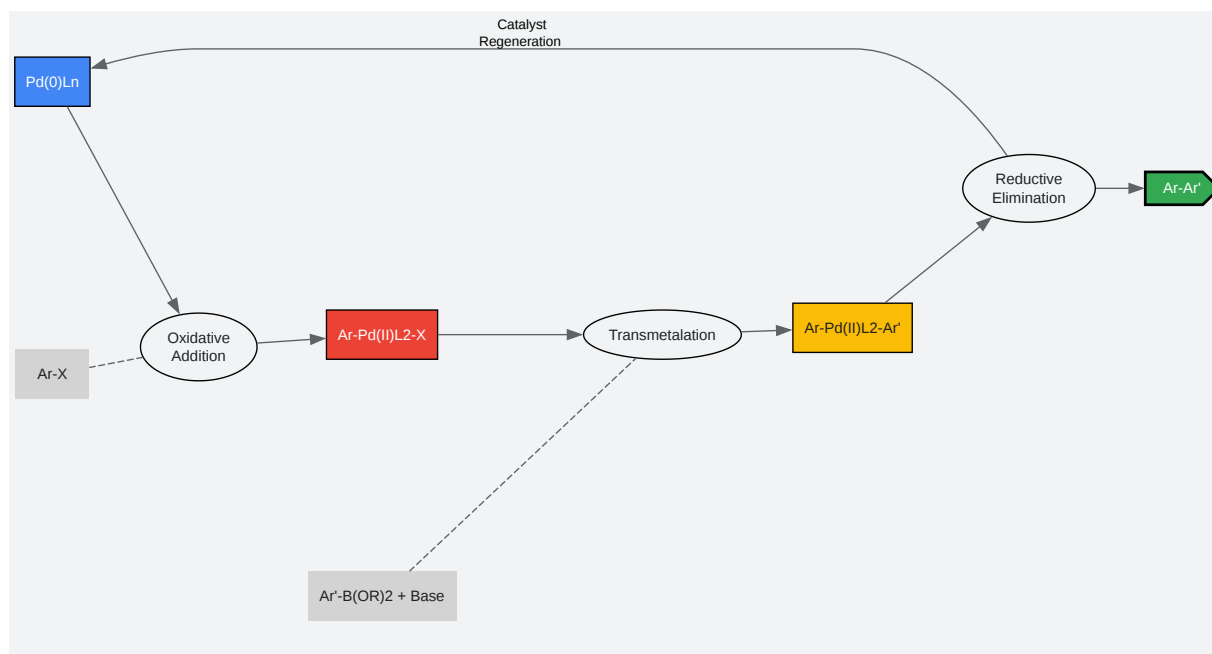 Catalyst
Regeneration
Pd(0)Ln
Reductive
Elimination
Ar-Ar'
Oxidative
Addition
Ar-Pd(II)L2-X
Transmetalation
Ar-Pd(II)L2-Ar'
Ar-X
Ar'-B(OR)2 + Base